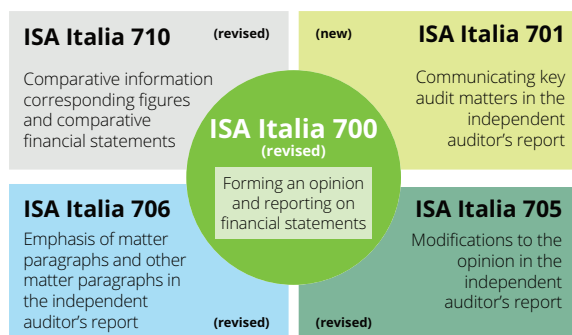 ISA Italia 710 (revised)
Comparative information
corresponding figures
and comparative
financial statements
(new) ISA Italia 701
Communicating key
audit matters in the
independent
auditor's report
ISA Italia 700
(revised)
Forming an opinion
and reporting on
financial statements
ISA Italia 706
Emphasis of matter
paragraphs and other
matter paragraphs in
the independent
auditor's report (revised)
ISA Italia 705
Modifications to the
opinion in the
independent
(revised) auditor's report